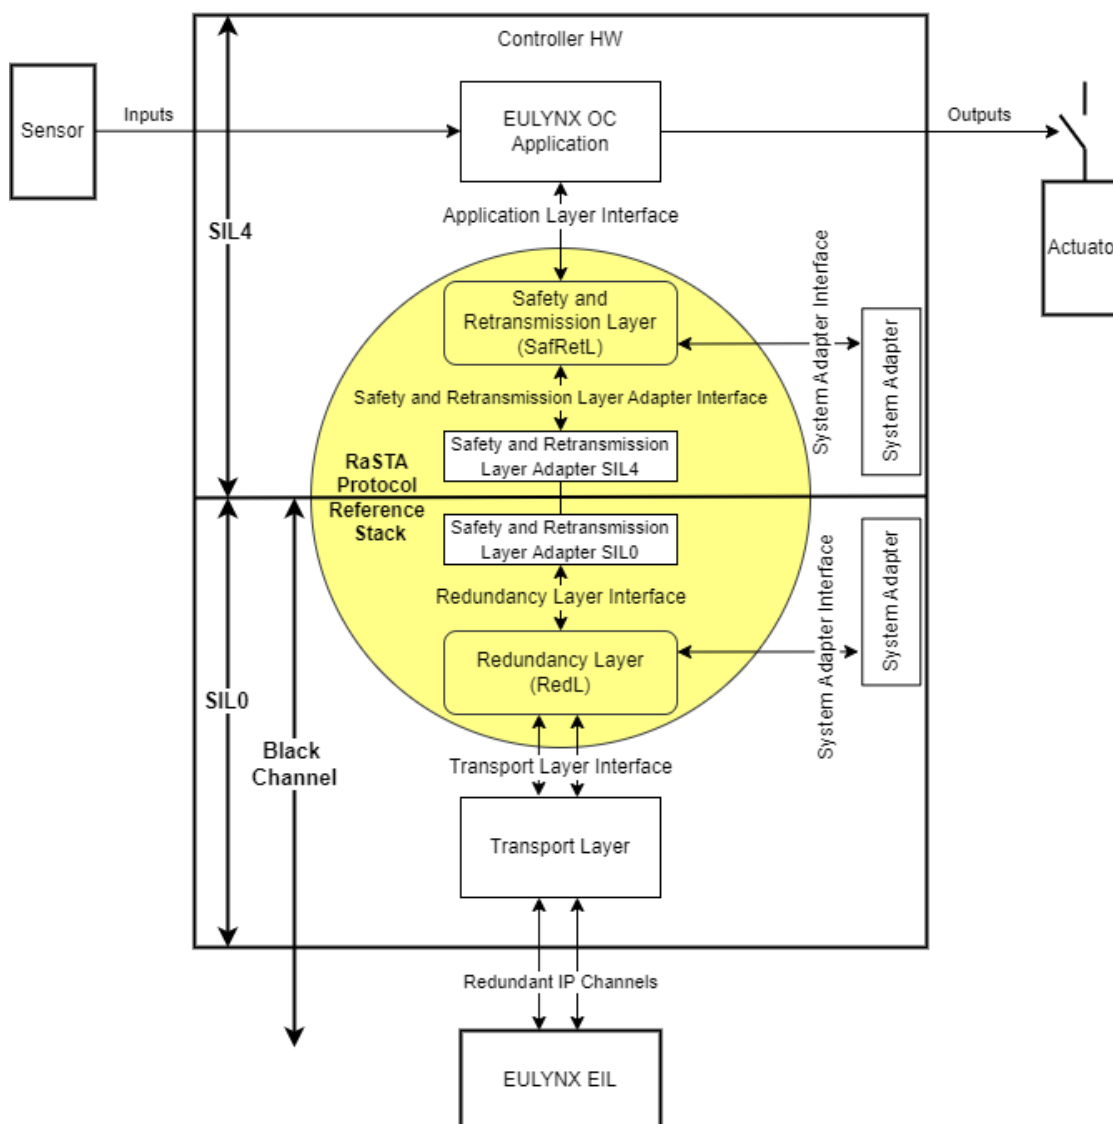 Controller HW
Sensor
Inputs
EULYNX OC
Application
Outputs
Actuato
SIL4
Application Layer Interface
Safety and
Retransmission Layer
(SafRetL)
System Adapter Interface
System Adapter
Safety and Retransmission Layer Adapter Interface
Safety and Retransmission
Layer Adapter SIL4
RaSTA
Protocol
Reference
Stack
Safety and Retransmission
Layer Adapter SIL0
Redundancy Layer Interface
Redundancy Layer
(RedL)
System Adapter Interface
System Adapter
SIL0
Black
Channel
Transport Layer Interface
Transport Layer
Redundant IP Channels
EULYNX EIL